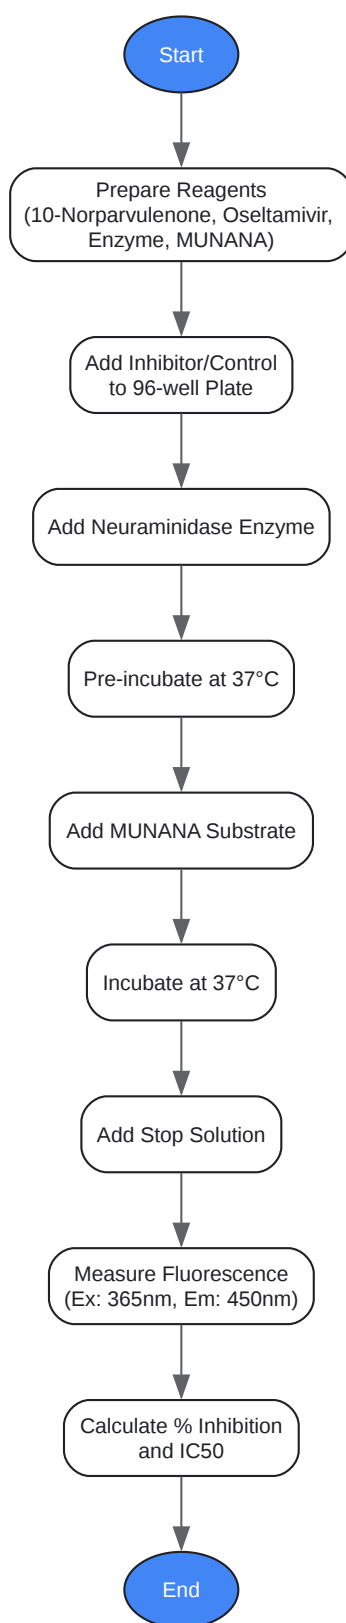 Start
Prepare Reagents
(10-Norparvulenone, Oseltamivir,
Enzyme, MUNANA)
Add Inhibitor/Control
to 96-well Plate
Add Neuraminidase Enzyme
Pre-incubate at 37°C
Add MUNANA Substrate
Incubate at 37°C
Add Stop Solution
Measure Fluorescence
(Ex: 365nm, Em: 450nm)
Calculate % Inhibition
and IC50
End